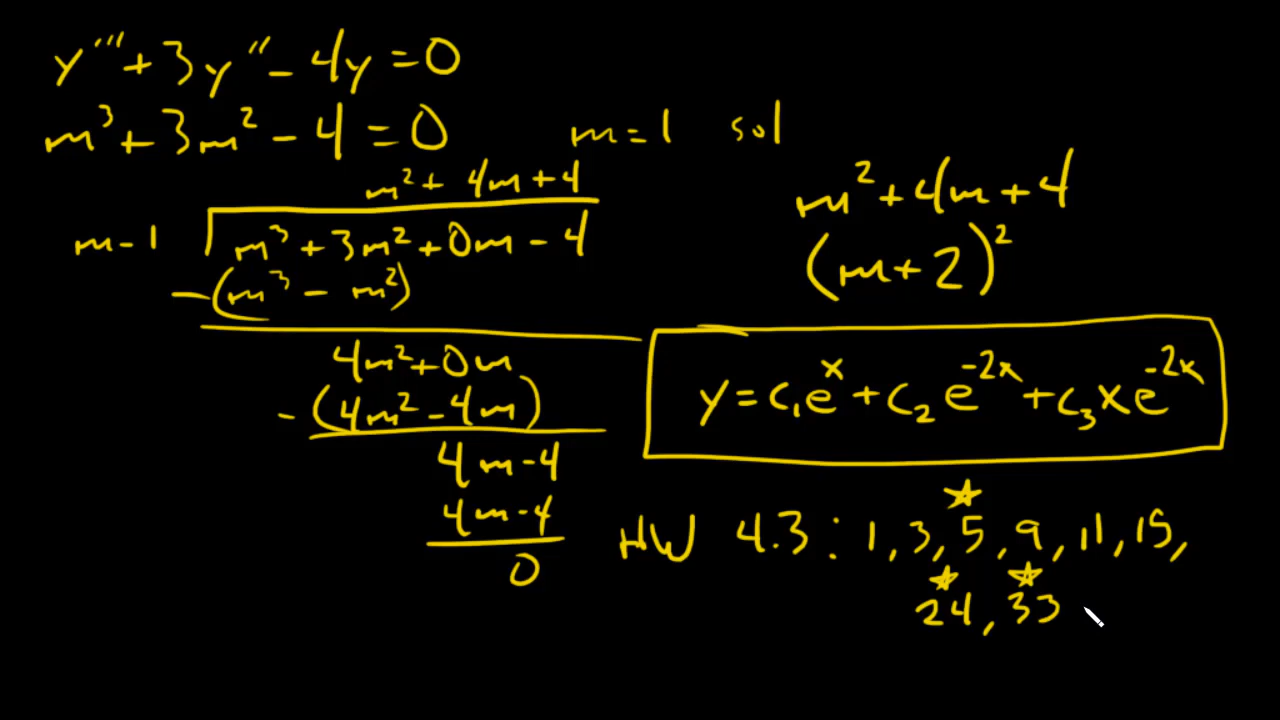 y''' + 3y'' - 4y = 0
m³ + 3m² - 4 = 0 m = 1 sol
m² + 4m + 4
m - 1 m³ + 3m² + 0m - 4
- (m³ - m²)
4m² + 0m
- (4m² - 4m)
4m - 4
4m - 4
0
m² + 4m + 4
(m + 2)²
y = c₁eˣ + c₂ e⁻²ˣ + c₃ x e⁻²ˣ
HW 4.3 : 1, 3, ☆5, 9, 11, 15,
☆24, ☆33